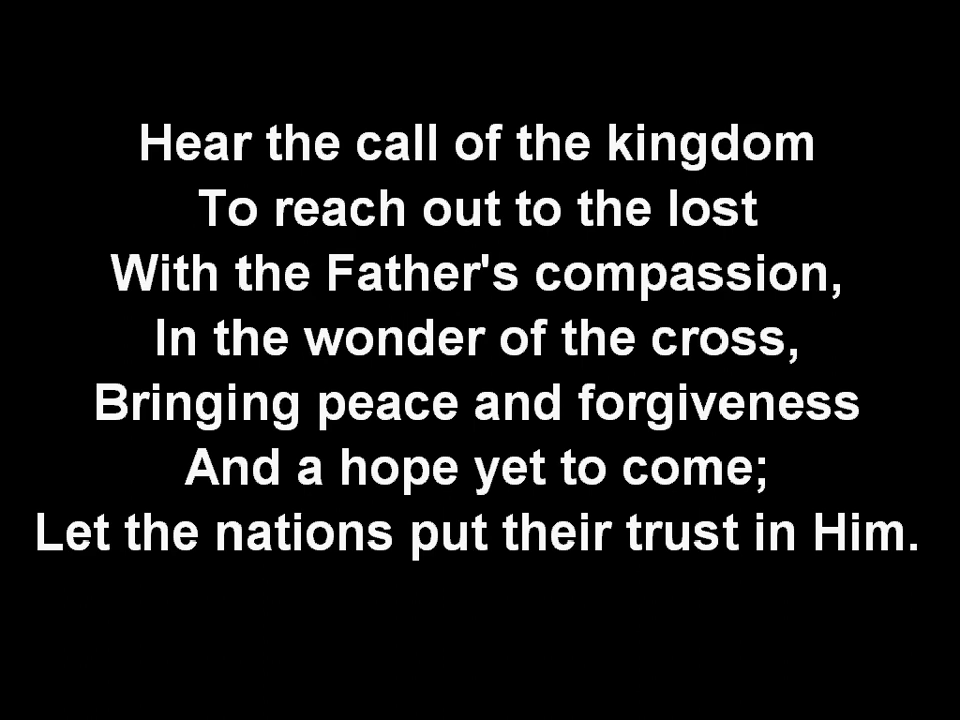 Hear the call of the kingdom
To reach out to the lost
With the Father's compassion,
In the wonder of the cross,
Bringing peace and forgiveness
And a hope yet to come;
Let the nations put their trust in Him.